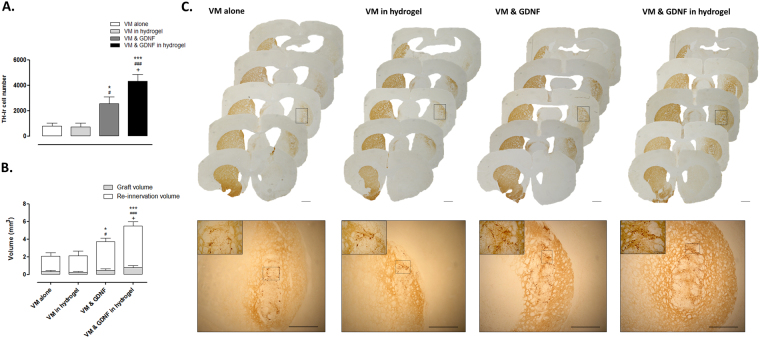 A.
VM alone
VM in hydrogel
VM & GDNF
VM & GDNF in hydrogel
TH-ir cell number
6000
4000
2000
0
*
#
***
###
+
B.
Graft volume
Re-innervation volume
Volume (mm³)
8
6
4
2
0
*
#
***
###
+
VM alone
VM in hydrogel
VM & GDNF
VM & GDNF in hydrogel
C.
VM alone
VM in hydrogel
VM & GDNF
VM & GDNF in hydrogel